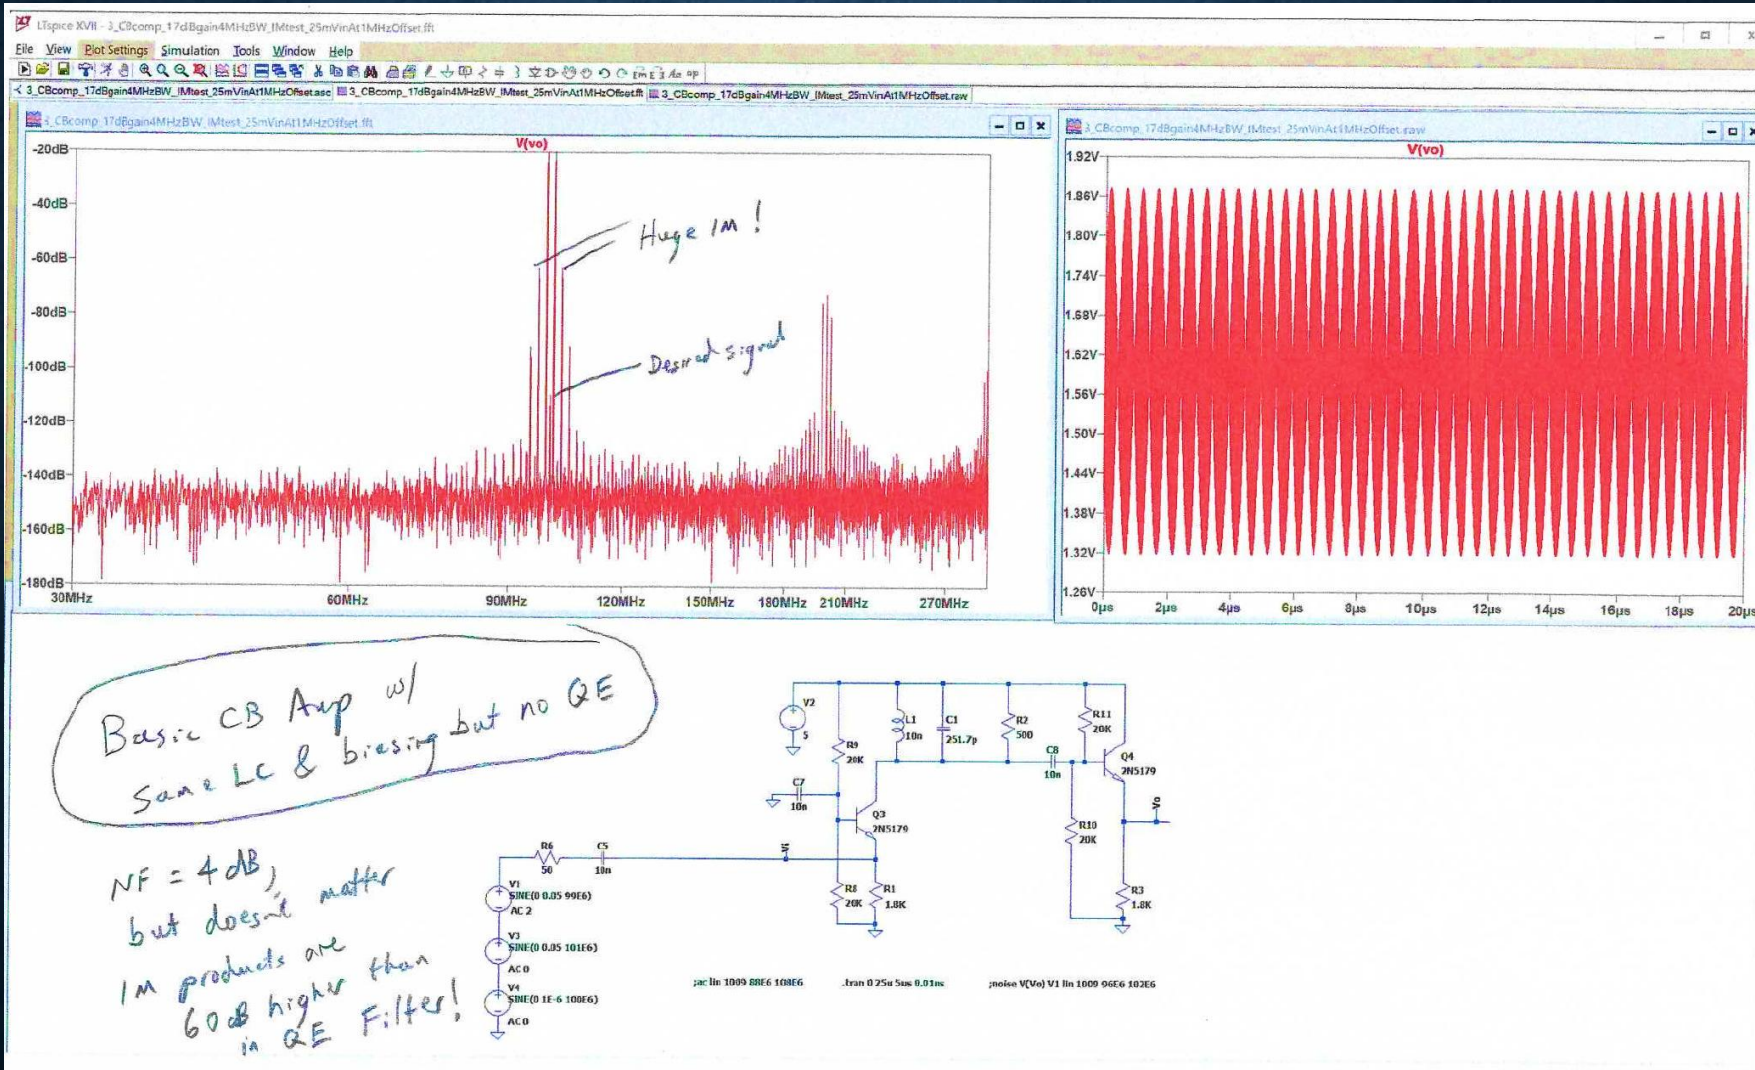 LTspice XVII - 3_CBcomp_17dBgain4MHzBW_IMtest_25mVinAt1MHzOffset.fft
File View Plot Settings Simulation Tools Window Help
3_CBcomp_17dBgain4MHzBW_IMtest_25mVinAt1MHzOffset.asc 3_CBcomp_17dBgain4MHzBW_IMtest_25mVinAt1MHzOffset.fft 3_CBcomp_17dBgain4MHzBW_IMtest_25mVinAt1MHzOffset.raw
3_CBcomp_17dBgain4MHzBW_IMtest_25mVinAt1MHzOffset.fft
V(vo)
-20dB
-40dB
-60dB
-80dB
-100dB
-120dB
-140dB
-160dB
-180dB
30MHz 60MHz 90MHz 120MHz 150MHz 180MHz 210MHz 270MHz
Huge IM!
Desired signal
3_CBcomp_17dBgain4MHzBW_IMtest_25mVinAt1MHzOffset.raw
V(vo)
1.92V
1.86V
1.80V
1.74V
1.68V
1.62V
1.56V
1.50V
1.44V
1.38V
1.32V
1.26V
0µs 2µs 4µs 6µs 8µs 10µs 12µs 14µs 16µs 18µs 20µs
Basic CB Amp w/
Same LC & biasing but no QE
NF = 4 dB,
but doesn't matter
IM products are
60 dB higher than
in QE Filter!
V2
5
R9
20K
L1
10n
C1
251.7p
R2
500
R11
20K
C8
10n
Q4
2N5179
C7
10n
Q3
2N5179
Vo
R10
20K
R6
50
C5
10n
Vi
R8
20K
R1
1.8K
R3
1.8K
V1
SINE(0 0.05 99E6)
AC 2
V3
SINE(0 0.05 101E6)
AC 0
V4
SINE(0 1E-6 100E6)
AC 0
;ac lin 1009 88E6 108E6 .tran 0 25u 5us 0.01ns ;noise V(Vo) V1 lin 1009 96E6 102E6